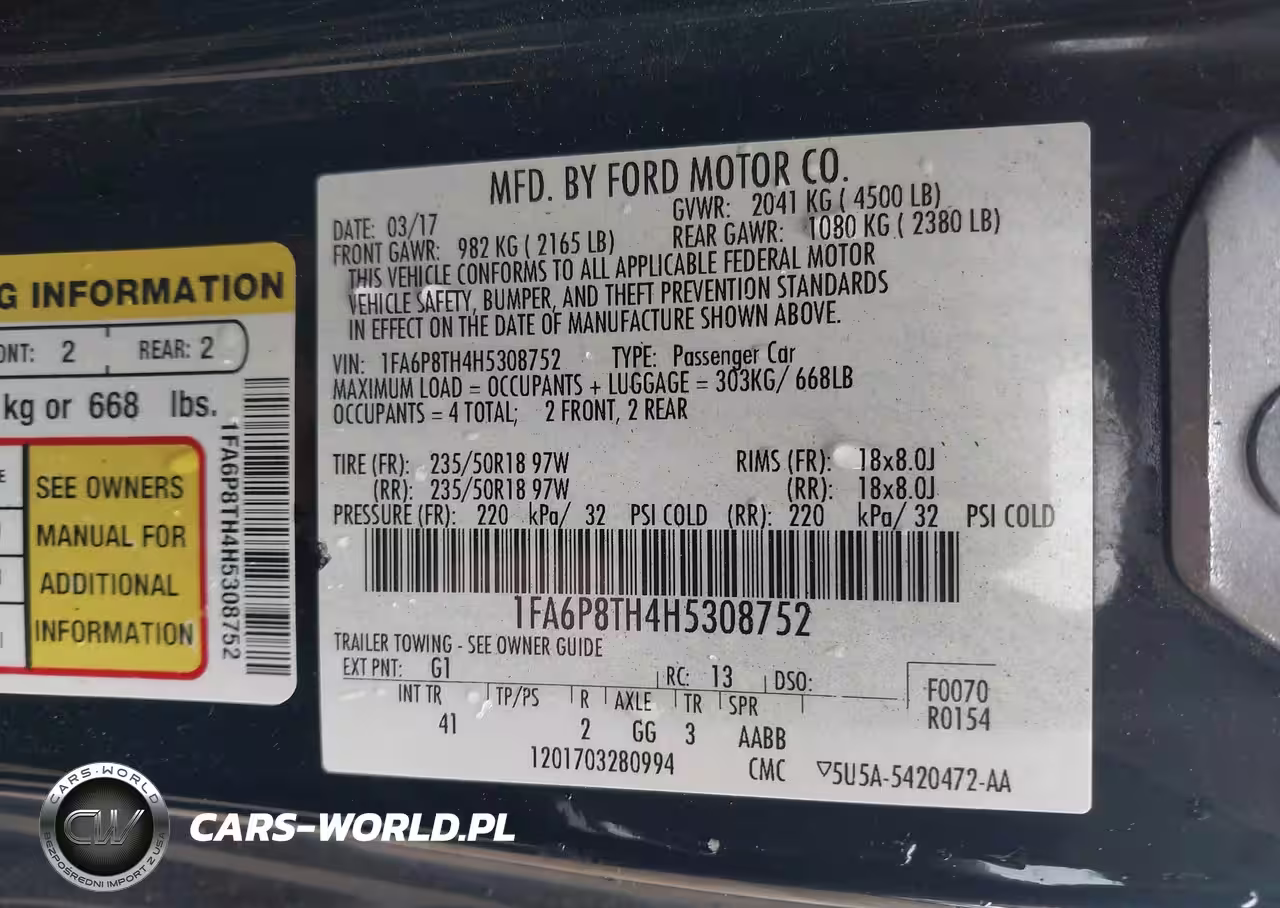 MFD. BY FORD MOTOR CO.
DATE: 03/17 GVWR: 2041 KG ( 4500 LB)
FRONT GAWR: 982 KG ( 2165 LB) REAR GAWR: 1080 KG ( 2380 LB)
THIS VEHICLE CONFORMS TO ALL APPLICABLE FEDERAL MOTOR
VEHICLE SAFETY, BUMPER, AND THEFT PREVENTION STANDARDS
IN EFFECT ON THE DATE OF MANUFACTURE SHOWN ABOVE.
VIN: 1FA6P8TH4H5308752 TYPE: Passenger Car
MAXIMUM LOAD = OCCUPANTS + LUGGAGE = 303KG/ 668LB
OCCUPANTS = 4 TOTAL; 2 FRONT, 2 REAR
TIRE (FR): 235/50R18 97W RIMS (FR): 18x8.0J
(RR): 235/50R18 97W (RR): 18x8.0J
PRESSURE (FR): 220 kPa/ 32 PSI COLD (RR): 220 kPa/ 32 PSI COLD
1FA6P8TH4H5308752
TRAILER TOWING - SEE OWNER GUIDE
EXT PNT: G1 RC: 13 DSO:
INT TR TP/PS R AXLE TR SPR
41 2 GG 3 AABB
F0070
R0154
1201703280994 CMC ▽5U5A-5420472-AA
G INFORMATION
ONT: 2 REAR: 2
kg or 668 lbs.
SEE OWNERS
MANUAL FOR
ADDITIONAL
INFORMATION
1FA6P8TH4H5308752
CARS-WORLD
CW
BEZPOŚREDNI IMPORT Z USA
CARS-WORLD.PL